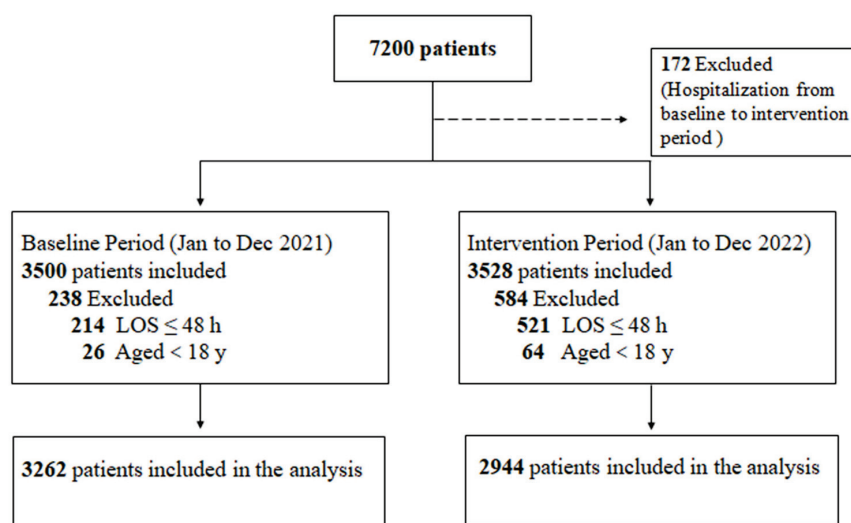 7200 patients
172 Excluded
(Hospitalization from
baseline to intervention
period )
Baseline Period (Jan to Dec 2021)
3500 patients included
238 Excluded
214 LOS ≤ 48 h
26 Aged < 18 y
Intervention Period (Jan to Dec 2022)
3528 patients included
584 Excluded
521 LOS ≤ 48 h
64 Aged < 18 y
3262 patients included in the analysis
2944 patients included in the analysis